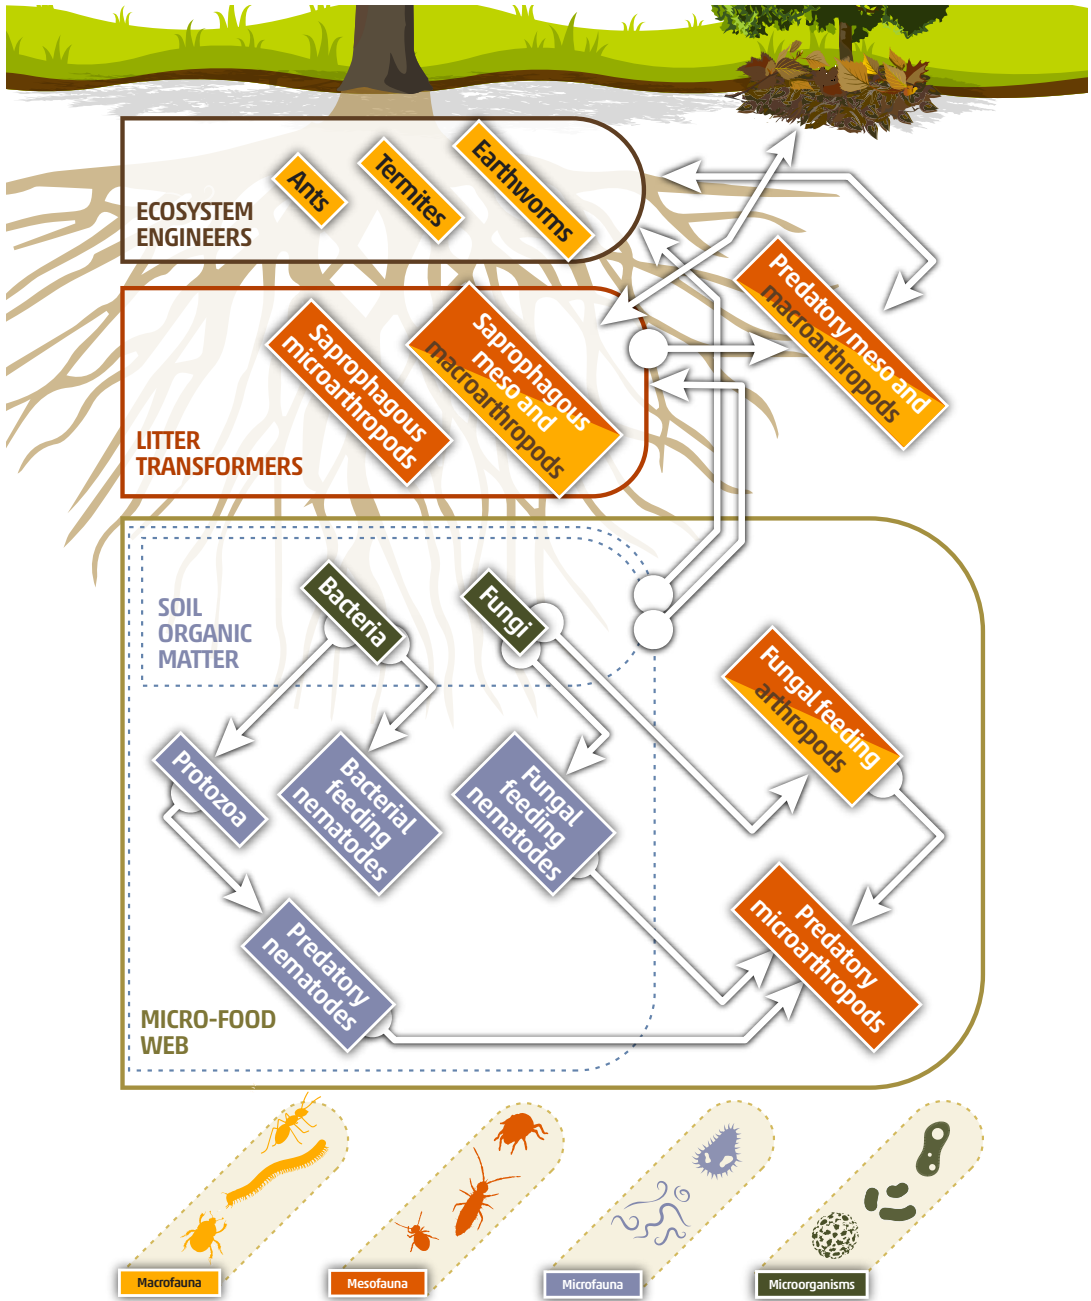 ECOSYSTEM
ENGINEERS
Ants
Termites
Earthworms
Predatory meso and
macroarthropods
LITTER
TRANSFORMERS
Saprophagous
microarthropods
Saprophagous
meso and
macroarthropods
SOIL
ORGANIC
MATTER
Bacteria
Fungi
Fungal feeding
arthropods
Protozoa
Bacterial
feeding
nematodes
Fungal
feeding
nematodes
Predatory
nematodes
Predatory
microarthropods
MICRO-FOOD
WEB
Macrofauna
Mesofauna
Microfauna
Microorganisms